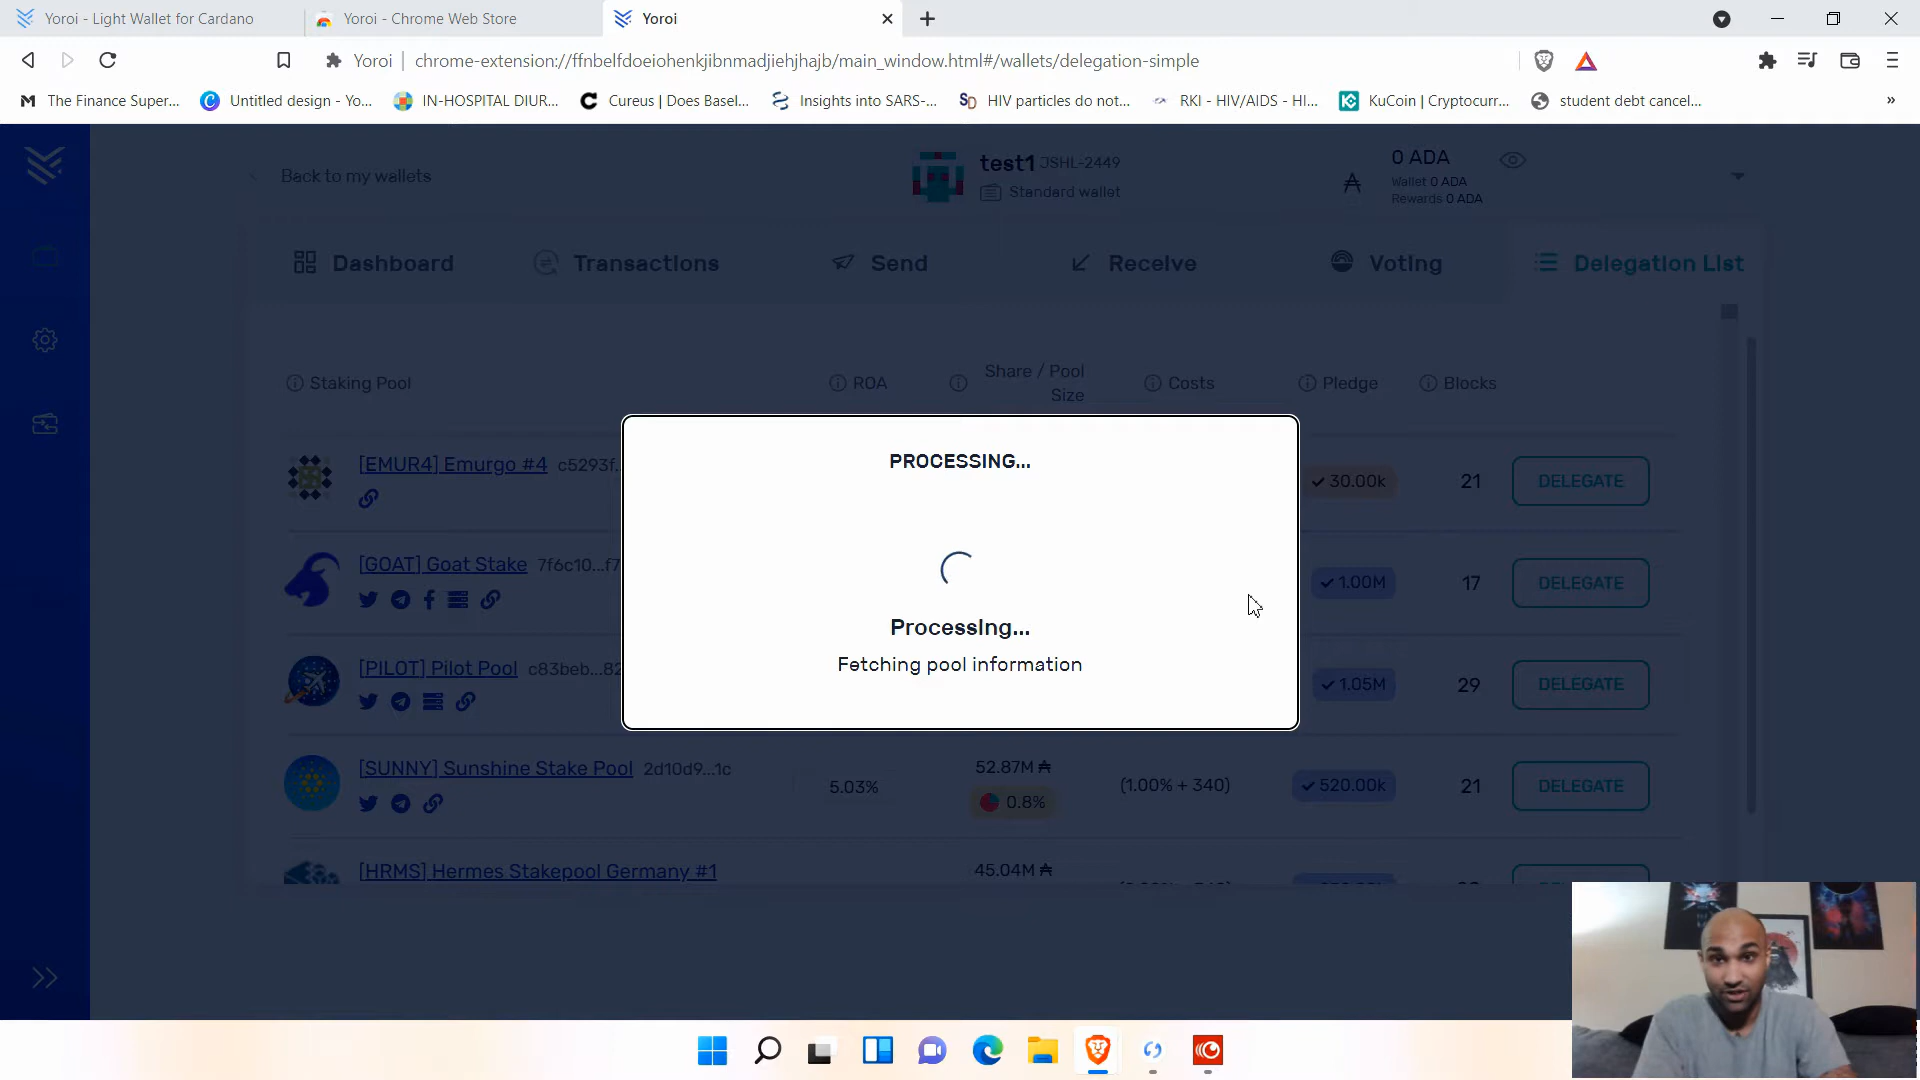 Yoroi - Light Wallet for Cardano
Yoroi - Chrome Web Store
Yoroi
Yoroi
chrome-extension://ffnbelfdoeiohenkjibnmadjiehjhajb/main_window.html#/wallets/delegation-simple
The Finance Super...
Untitled design - Yo...
IN-HOSPITAL DIUR...
Cureus | Does Basel...
Insights into SARS-...
HIV particles do not...
RKI - HIV/AIDS - HI...
KuCoin | Cryptocurr...
student debt cancel...
Back to my wallets
test1 JSHL-2449
Standard wallet
0 ADA
Wallet 0 ADA
Rewards 0 ADA
Dashboard
Transactions
Send
Receive
Voting
Delegation List
Staking Pool
ROA
Share / Pool
Size
Costs
Pledge
Blocks
PROCESSING...
Processing...
Fetching pool information
[EMUR4] Emurgo #4 c5293f.
30.00k
21
DELEGATE
[GOAT] Goat Stake 7f6c10...f7
1.00M
17
DELEGATE
[PILOT] Pilot Pool c83beb...82
1.05M
29
DELEGATE
[SUNNY] Sunshine Stake Pool 2d10d9...1c
5.03%
52.87M ₳
0.8%
(1.00% + 340)
520.00k
21
DELEGATE
[HRMS] Hermes Stakepool Germany #1
45.04M ₳